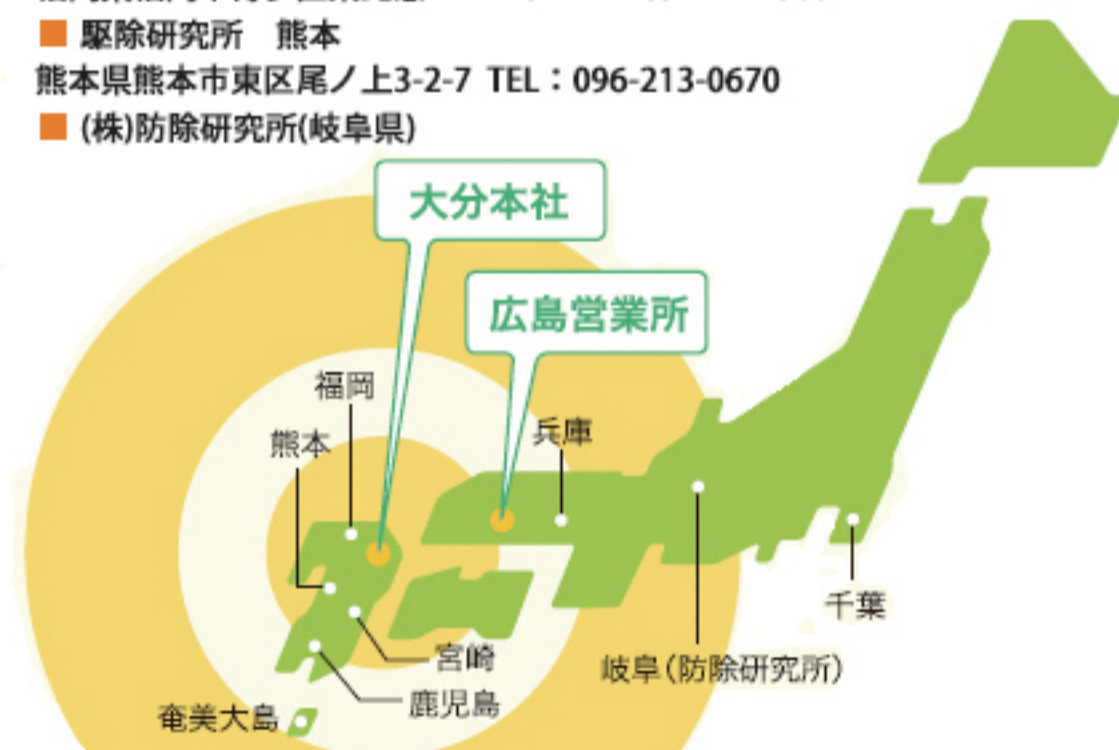 ■ 駆除研究所　熊本
熊本県熊本市東区尾ノ上3-2-7 TEL：096-213-0670
■ (株)防除研究所(岐阜県)
大分本社
広島営業所
福岡
熊本
兵庫
千葉
宮崎
岐阜(防除研究所)
鹿児島
奄美大島